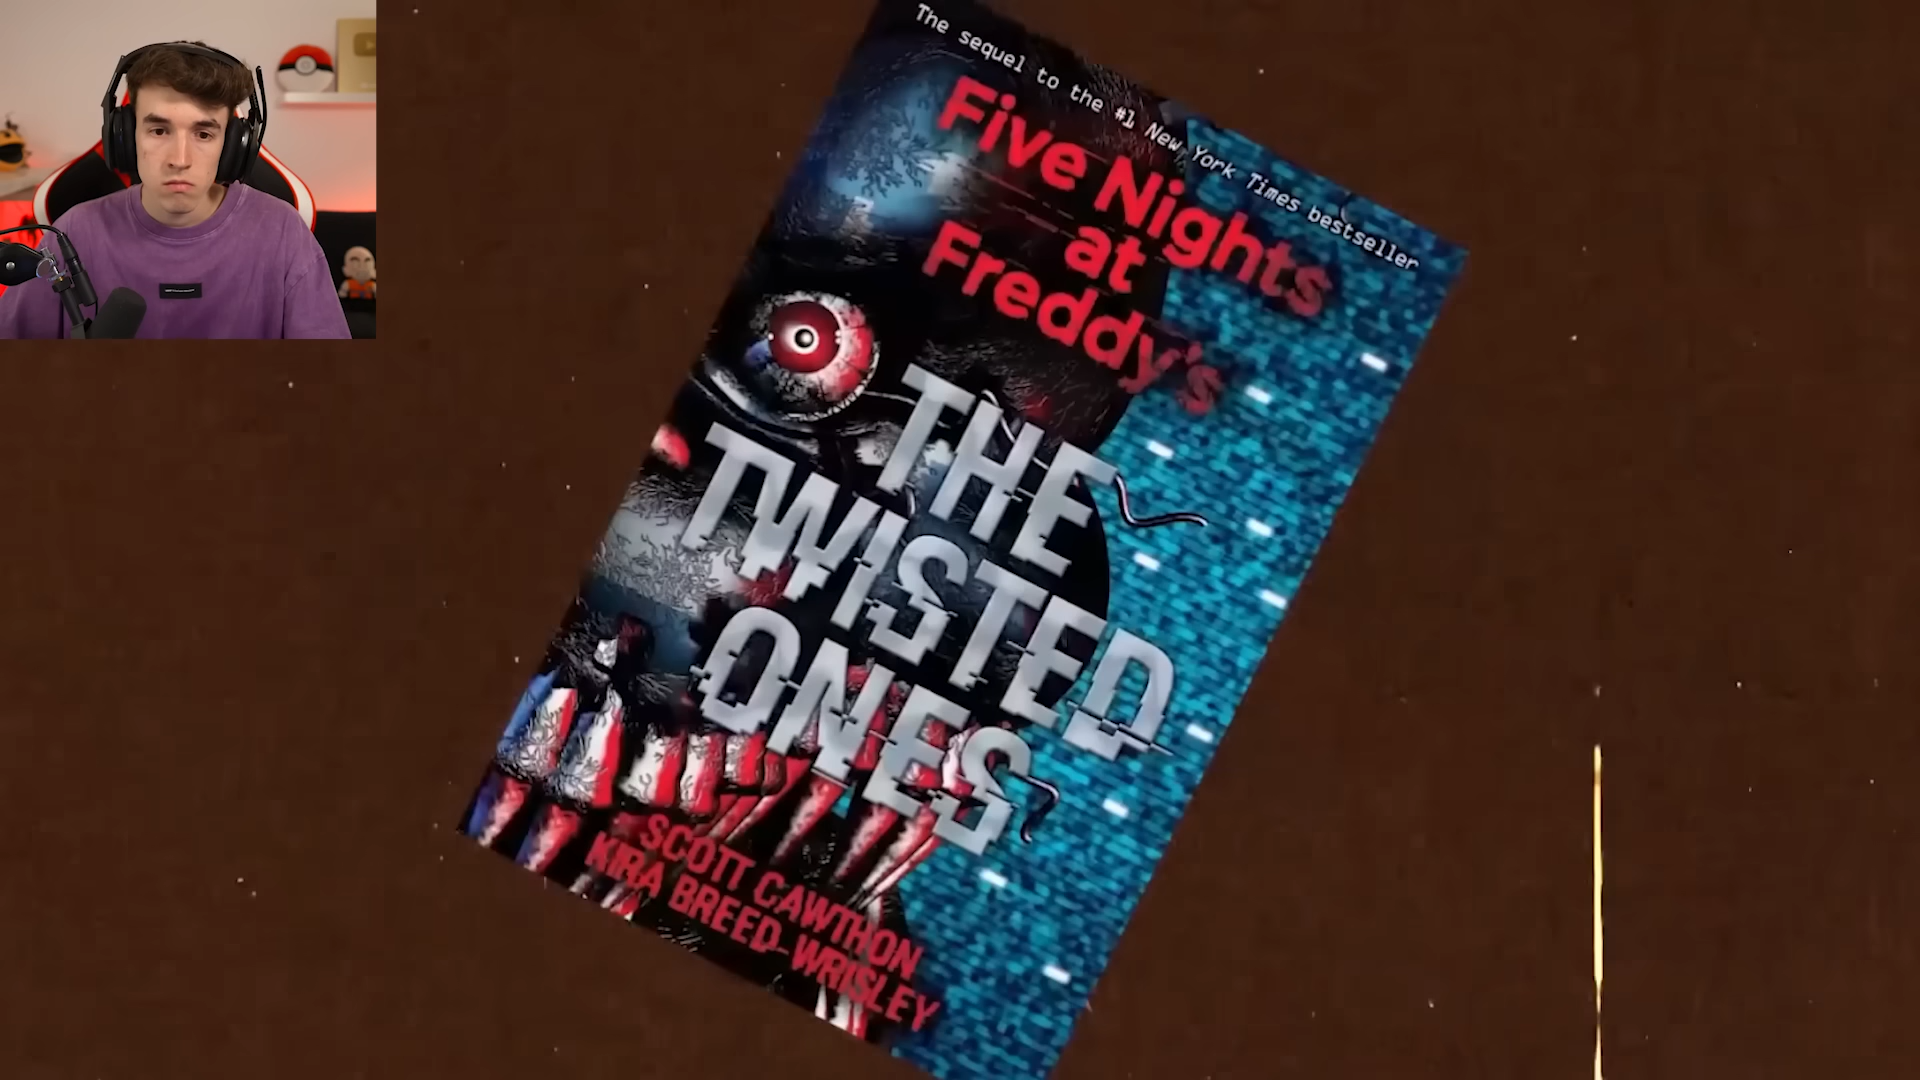 The sequel to the #1 New York Times bestseller
Five Nights
at
Freddy's
THE
TWISTED
ONES
SCOTT CAWTHON
KIRA BREED-WRISLEY